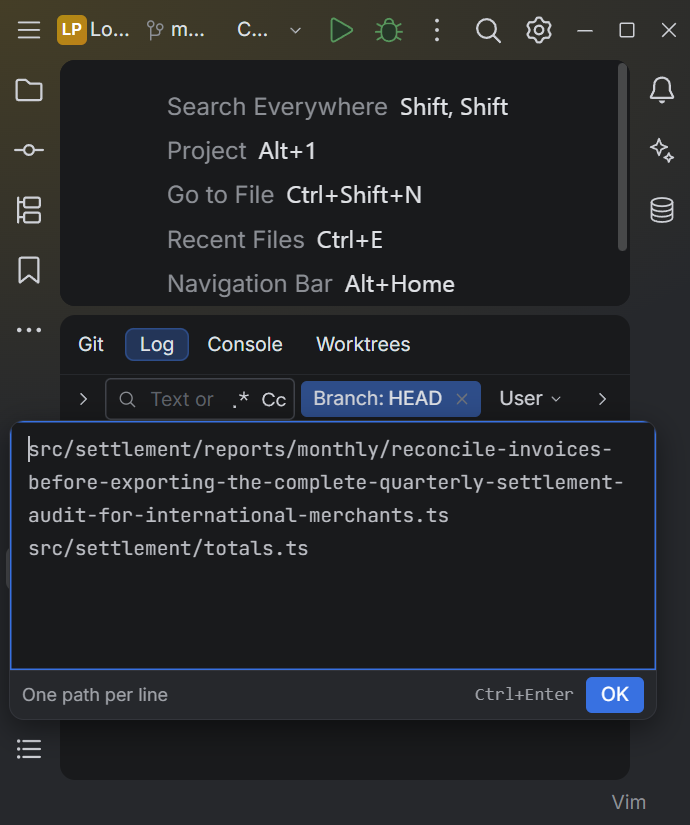 LP Lo... m... C...
Search Everywhere Shift, Shift
Project Alt+1
Go to File Ctrl+Shift+N
Recent Files Ctrl+E
Navigation Bar Alt+Home
Git Log Console Worktrees
Text or .* Cc Branch: HEAD User
src/settlement/reports/monthly/reconcile-invoices-
before-exporting-the-complete-quarterly-settlement-
audit-for-international-merchants.ts
src/settlement/totals.ts
One path per line Ctrl+Enter OK
Vim